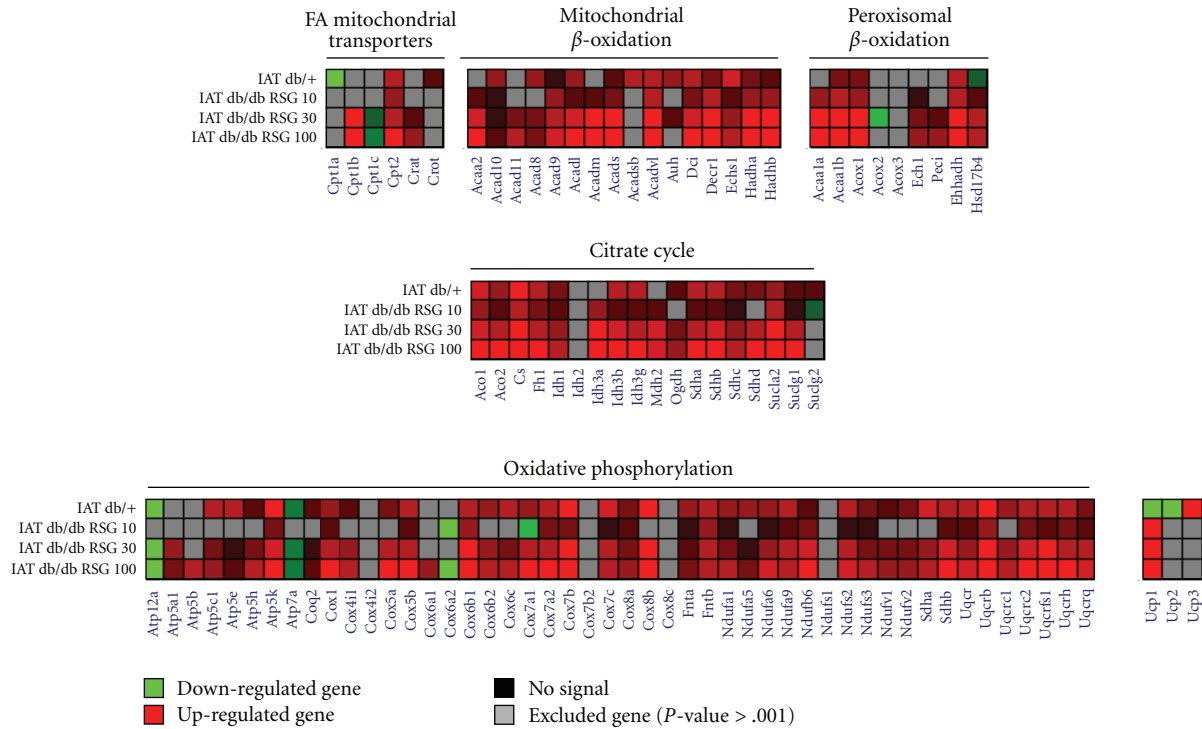 FA mitochondrial
transporters
Mitochondrial
β-oxidation
Peroxisomal
β-oxidation
IAT db/+
IAT db/db RSG 10
IAT db/db RSG 30
IAT db/db RSG 100
Cpt1a Cpt1b Cpt1c Cpt2 Crat Crot
Acaa2 Acad10 Acad11 Acad8 Acad9 Acadl Acadm Acads Acadsb Acadvl Auh Dci Decr1 Echs1 Hadha Hadhb
Acaa1a Acaa1b Acox1 Acox2 Acox3 Ech1 Peci Ehhadh Hsd17b4
Citrate cycle
IAT db/+
IAT db/db RSG 10
IAT db/db RSG 30
IAT db/db RSG 100
Aco1 Aco2 Cs Fh1 Idh1 Idh2 Idh3a Idh3b Idh3g Mdh2 Ogdh Sdha Sdhb Sdhc Sdhd Sucla2 Suclg1 Suclg2
Oxidative phosphorylation
IAT db/+
IAT db/db RSG 10
IAT db/db RSG 30
IAT db/db RSG 100
Atp12a Atp5a1 Atp5b Atp5c1 Atp5e Atp5h Atp5k Atp7a Coq2 Cox1 Cox4i1 Cox4i2 Cox5a Cox5b Cox6a1 Cox6a2 Cox6b1 Cox6b2 Cox6c Cox7a1 Cox7a2 Cox7b Cox7b2 Cox7c Cox8a Cox8b Cox8c Fnta Fntb Ndufa1 Ndufa5 Ndufa6 Ndufa9 Ndufb6 Ndufs1 Ndufs2 Ndufs3 Ndufv1 Ndufv2 Sdha Sdhb Uqcr Uqcrb Uqcrc1 Uqcrc2 Uqcrfs1 Uqcrh Uqcrq
Ucp1 Ucp2 Ucp3
Down-regulated gene
Up-regulated gene
No signal
Excluded gene (P-value > .001)